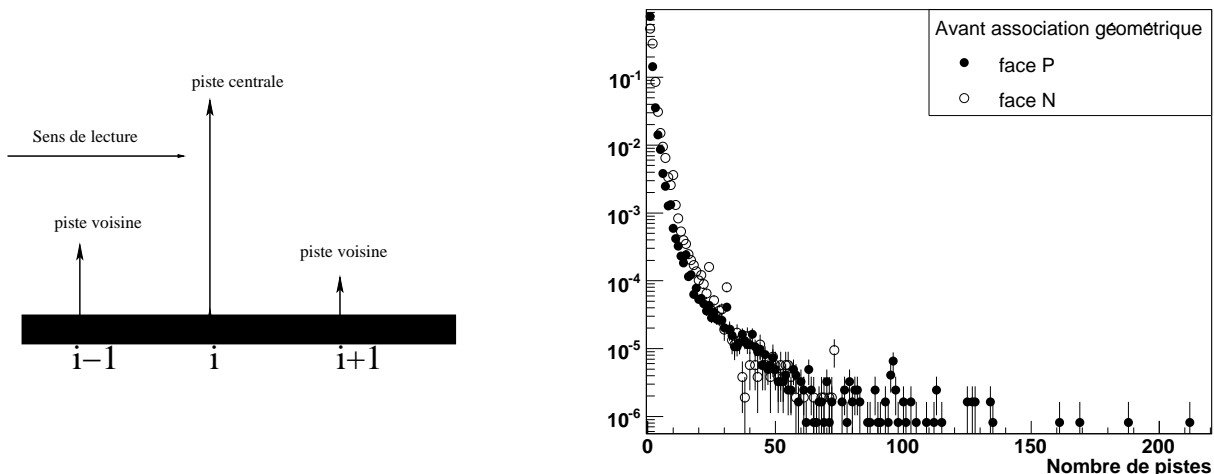 piste centrale
Sens de lecture
piste voisine
piste voisine
i−1
i
i+1
Avant association géométrique
face P
face N
10^-1
10^-2
10^-3
10^-4
10^-5
10^-6
0 50 100 150 200
Nombre de pistes